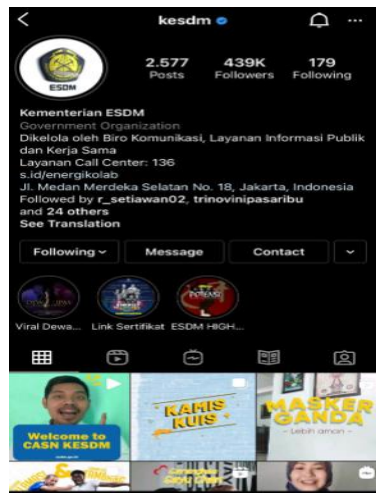 kesdm
ESDM
2.577 439K 179
Posts Followers Following
Kementerian ESDM
Government Organization
Dikelola oleh Biro Komunikasi, Layanan Informasi Publik
dan Kerja Sama
Layanan Call Center: 136
s.id/energikolab
Jl. Medan Merdeka Selatan No. 18, Jakarta, Indonesia
Followed by r_setiawan02, trinovinipasaribu
and 24 others
See Translation
Following Message Contact
Viral Dewa... Link Sertifikat ESDM HIGH...
Welcome to
CASN KESDM
KAMIS
KUIS
MASKER
GANDA
- Lebih aman -